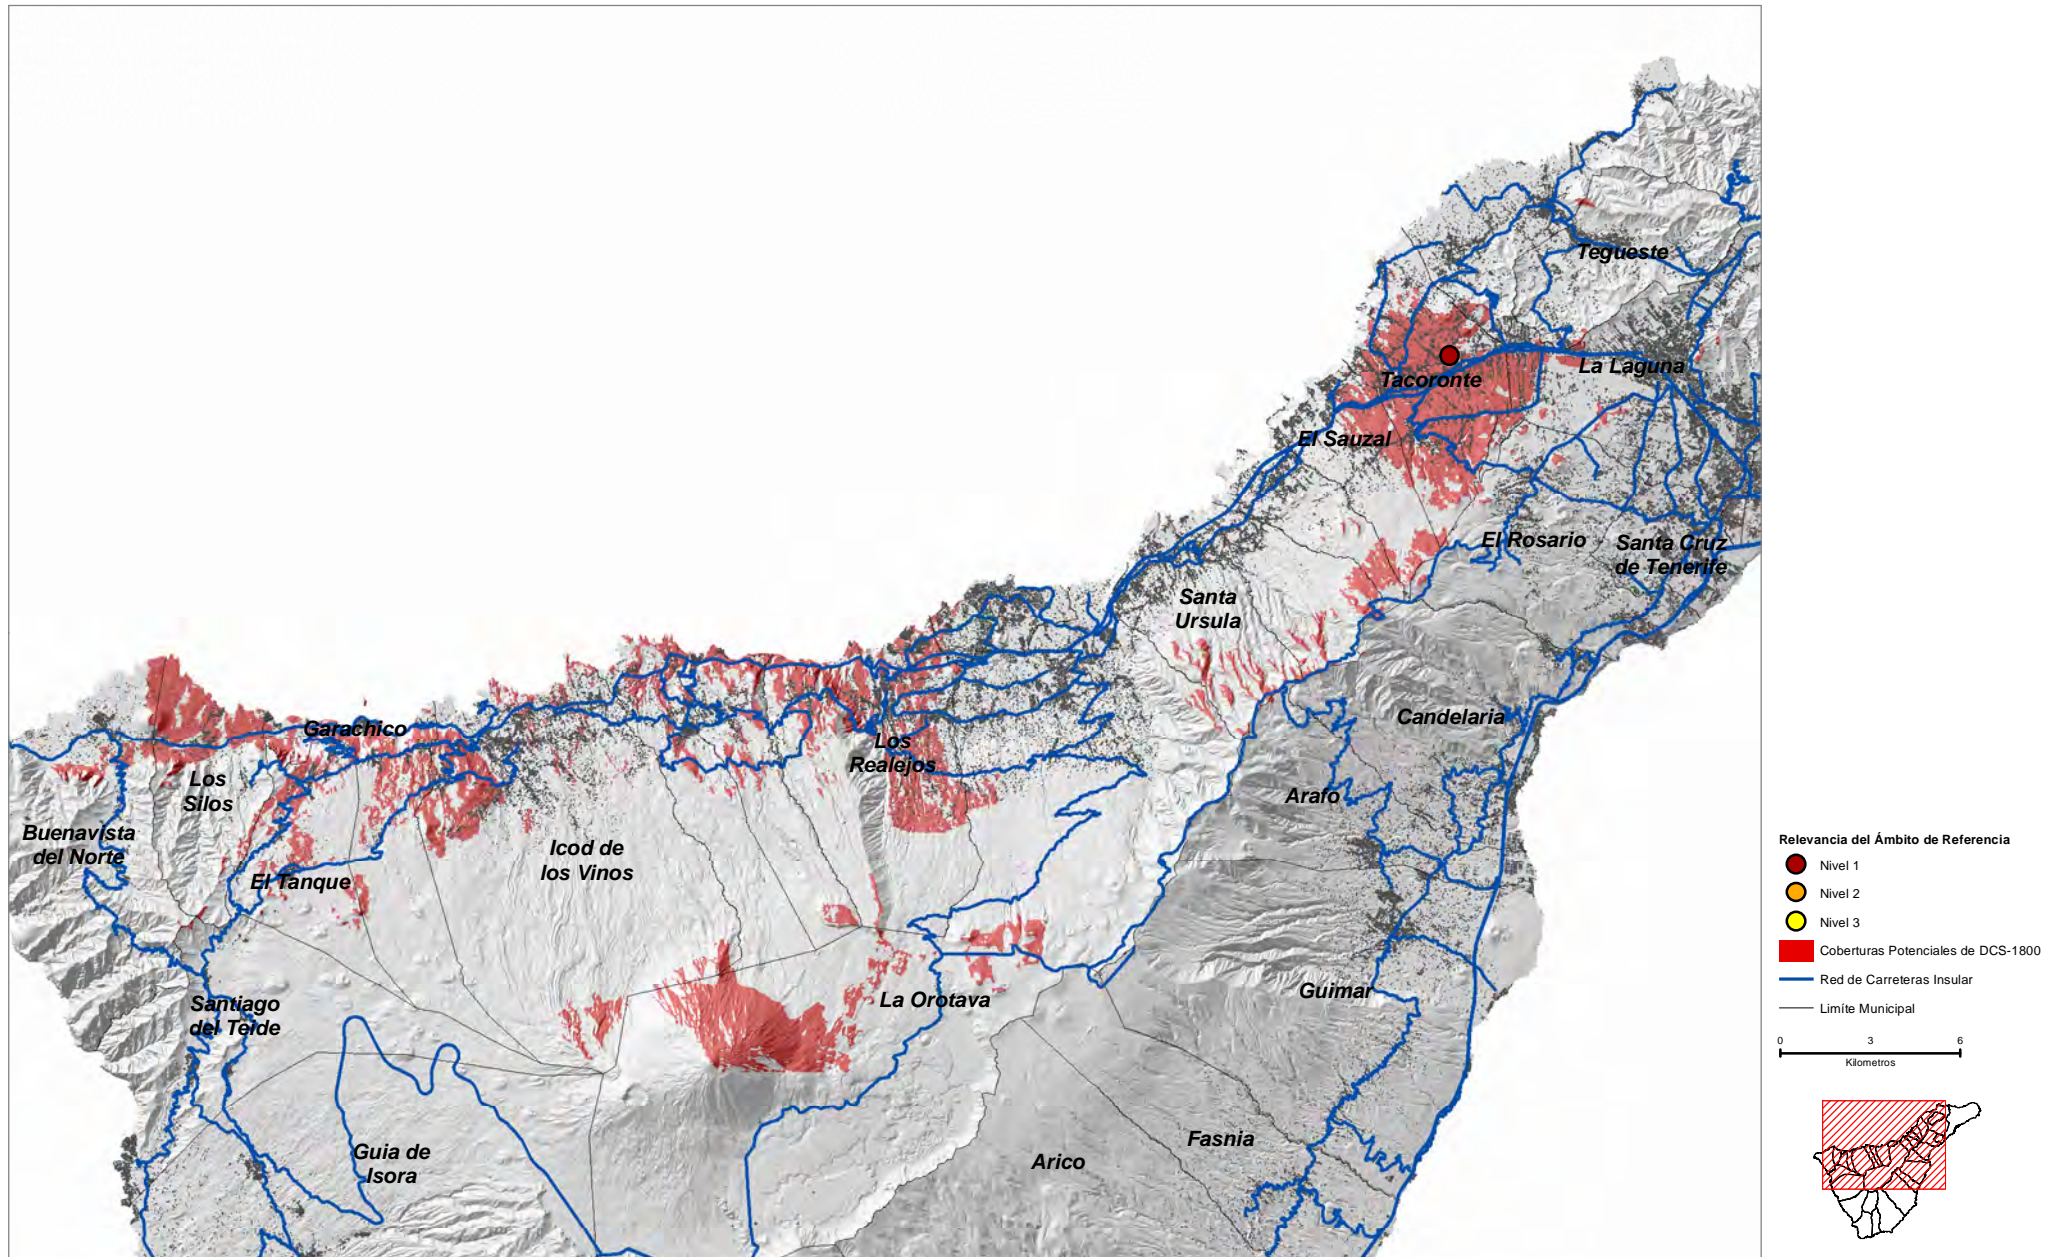 Tegueste
La Laguna
Tacoronte
El Sauzal
El Rosario
Santa Cruz
de Tenerife
Santa
Ursula
Candelaria
Garachico
Los
Realejos
Los
Silos
Arafo
Buenavista
del Norte
Icod de
los Vinos
El Tanque
Guimar
La Orotava
Santiago
del Teide
Fasnia
Guia de
Isora
Arico
Relevancia del Ámbito de Referencia
Nivel 1
Nivel 2
Nivel 3
Coberturas Potenciales de DCS-1800
Red de Carreteras Insular
Limíte Municipal
0 3 6
Kilometros